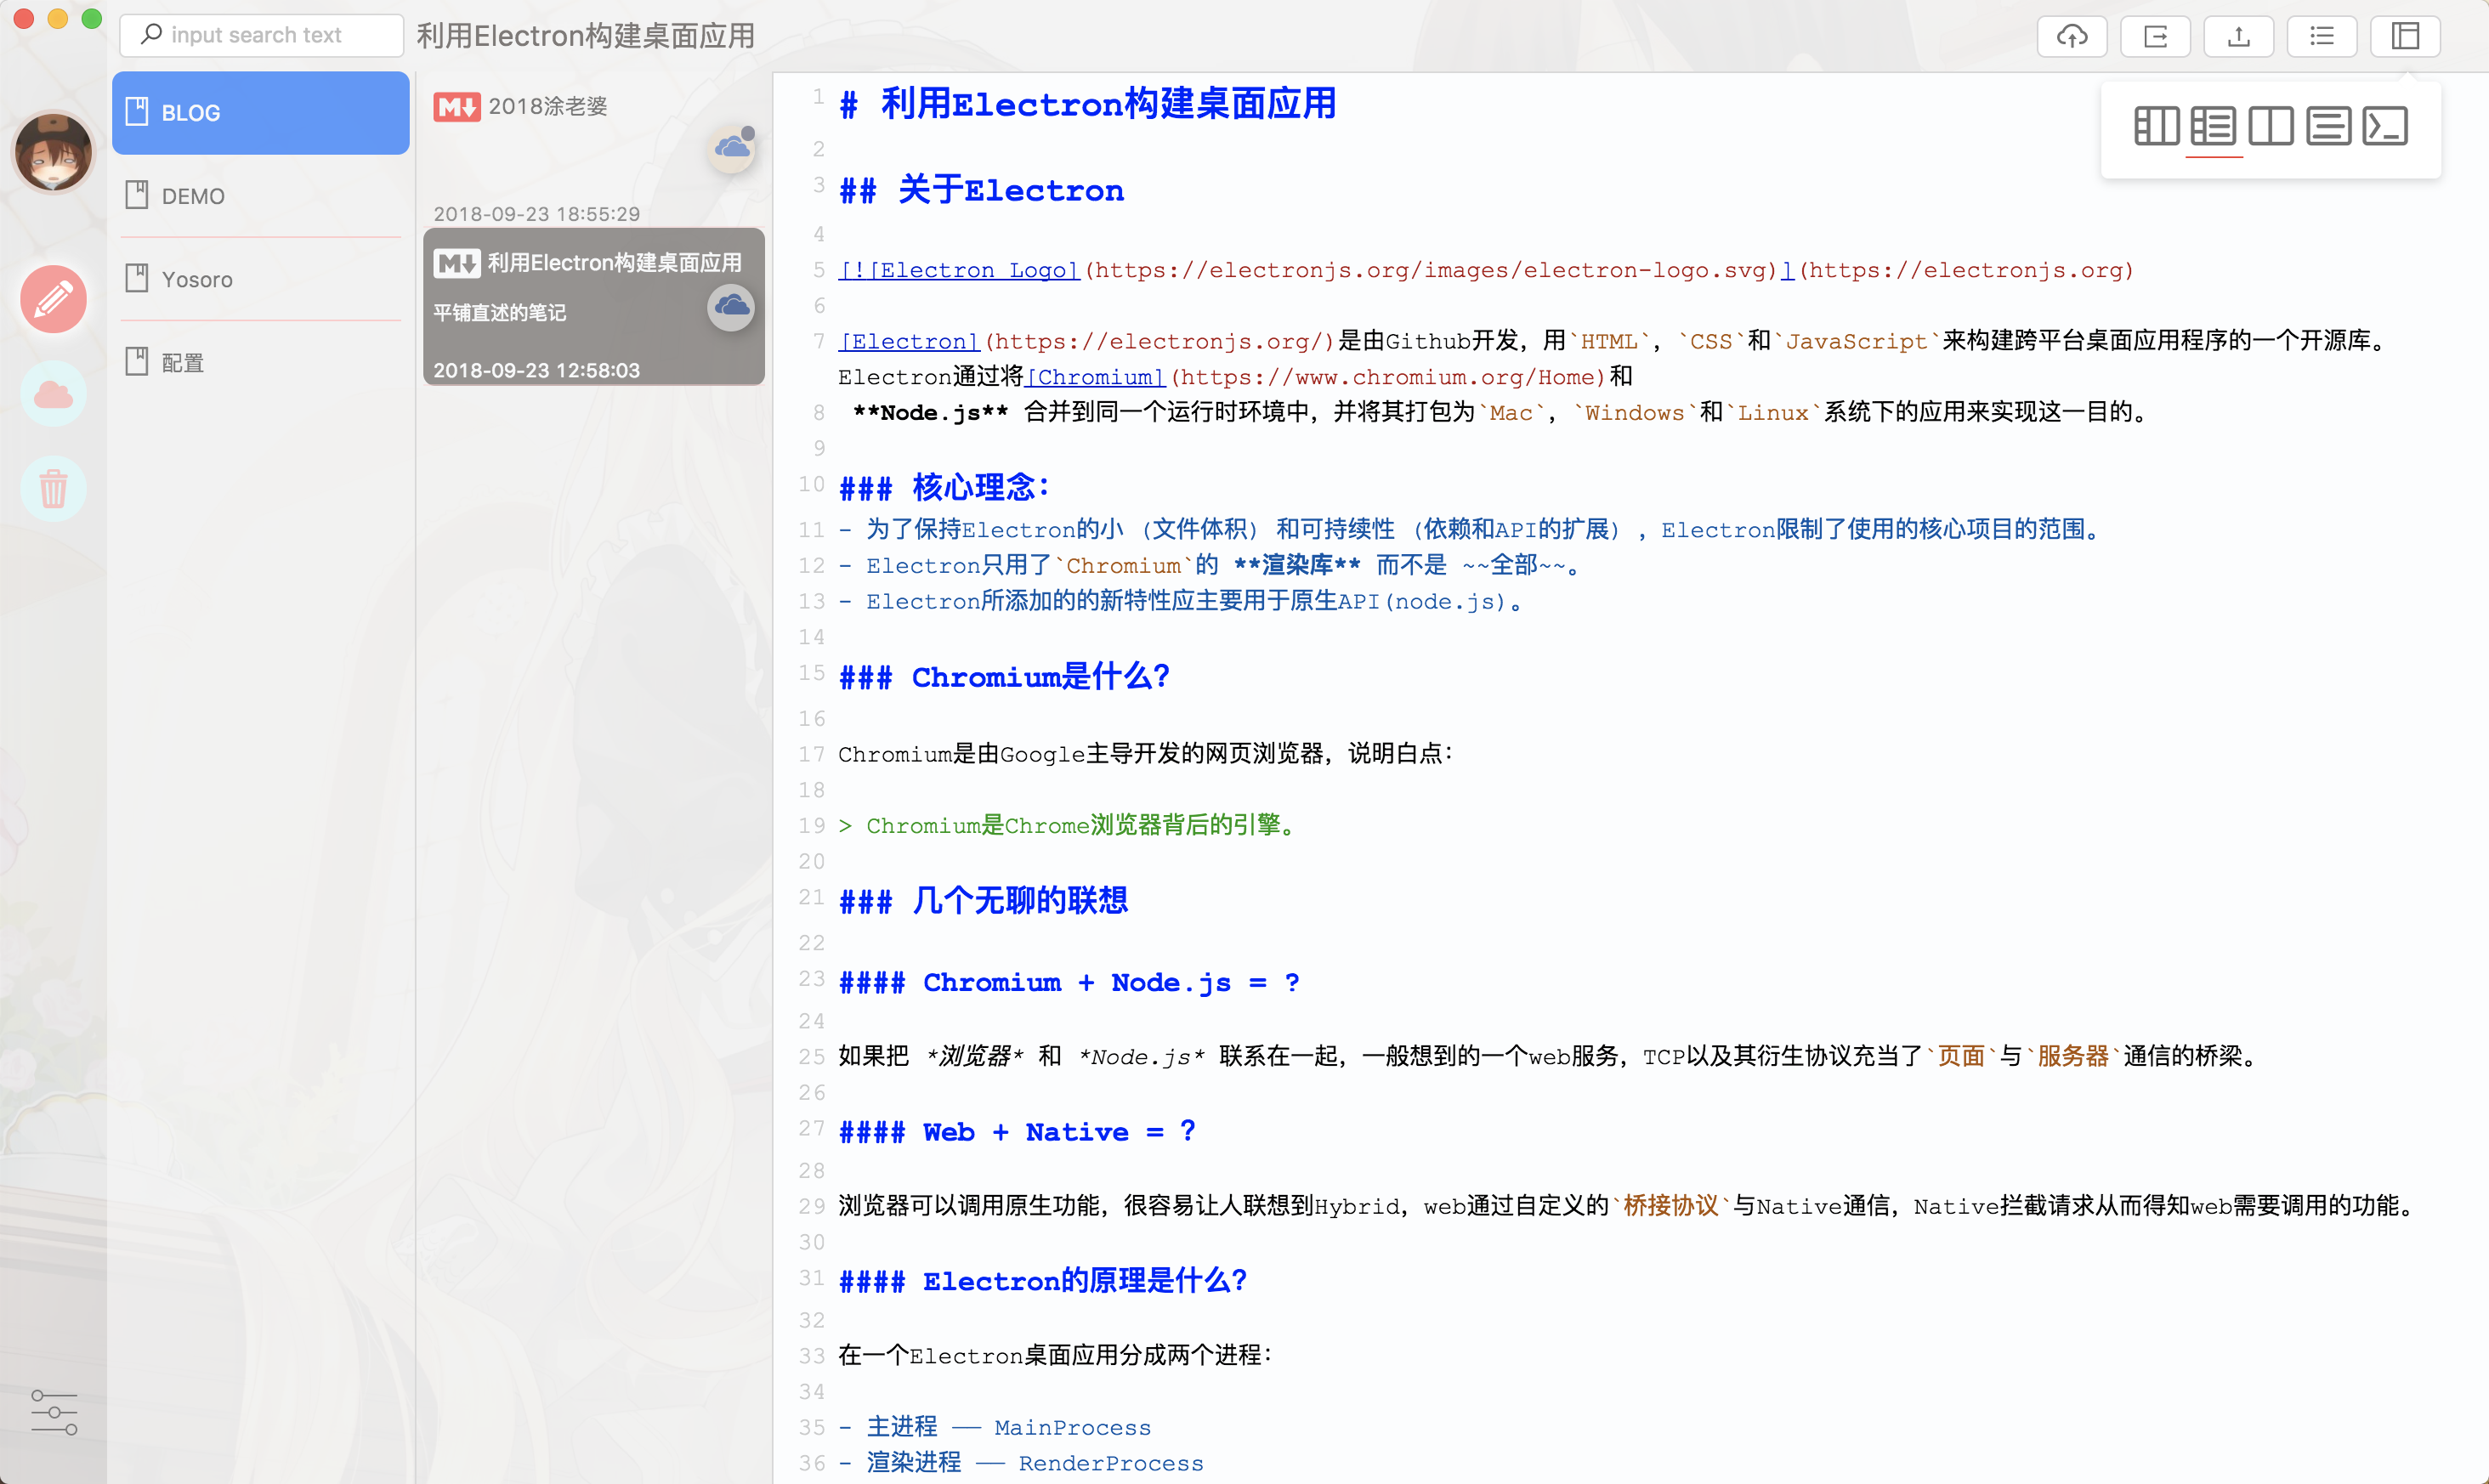 input search text
利用Electron构建桌面应用
BLOG
DEMO
Yosoro
配置
M↓ 2018涂老婆
2018-09-23 18:55:29
M↓ 利用Electron构建桌面应用
平铺直述的笔记
2018-09-23 12:58:03
1 # 利用Electron构建桌面应用
2
3 ## 关于Electron
4
5 [![Electron Logo](https://electronjs.org/images/electron-logo.svg)](https://electronjs.org)
6
7 [Electron](https://electronjs.org/)是由Github开发，用`HTML`，`CSS`和`JavaScript`来构建跨平台桌面应用程序的一个开源库。
Electron通过将[Chromium](https://www.chromium.org/Home)和
8  **Node.js** 合并到同一个运行时环境中，并将其打包为`Mac`，`Windows`和`Linux`系统下的应用来实现这一目的。
9
10 ### 核心理念：
11 - 为了保持Electron的小（文件体积）和可持续性（依赖和API的扩展），Electron限制了使用的核心项目的范围。
12 - Electron只用了`Chromium`的 **渲染库** 而不是 ~~全部~~。
13 - Electron所添加的的新特性应主要用于原生API(node.js)。
14
15 ### Chromium是什么？
16
17 Chromium是由Google主导开发的网页浏览器，说明白点：
18
19 > Chromium是Chrome浏览器背后的引擎。
20
21 ### 几个无聊的联想
22
23 #### Chromium + Node.js = ?
24
25 如果把 *浏览器* 和 *Node.js* 联系在一起，一般想到的一个web服务，TCP以及其衍生协议充当了`页面`与`服务器`通信的桥梁。
26
27 #### Web + Native = ？
28
29 浏览器可以调用原生功能，很容易让人联想到Hybrid，web通过自定义的`桥接协议`与Native通信，Native拦截请求从而得知web需要调用的功能。
30
31 #### Electron的原理是什么？
32
33 在一个Electron桌面应用分成两个进程：
34
35 - 主进程 —— MainProcess
36 - 渲染进程 —— RenderProcess